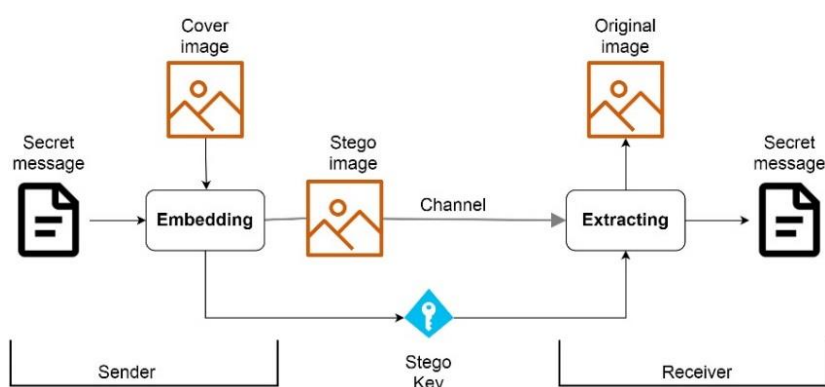 Cover
image
Original
image
Secret
message
Stego
image
Secret
message
Embedding
Channel
Extracting
Stego
Key
Sender
Receiver